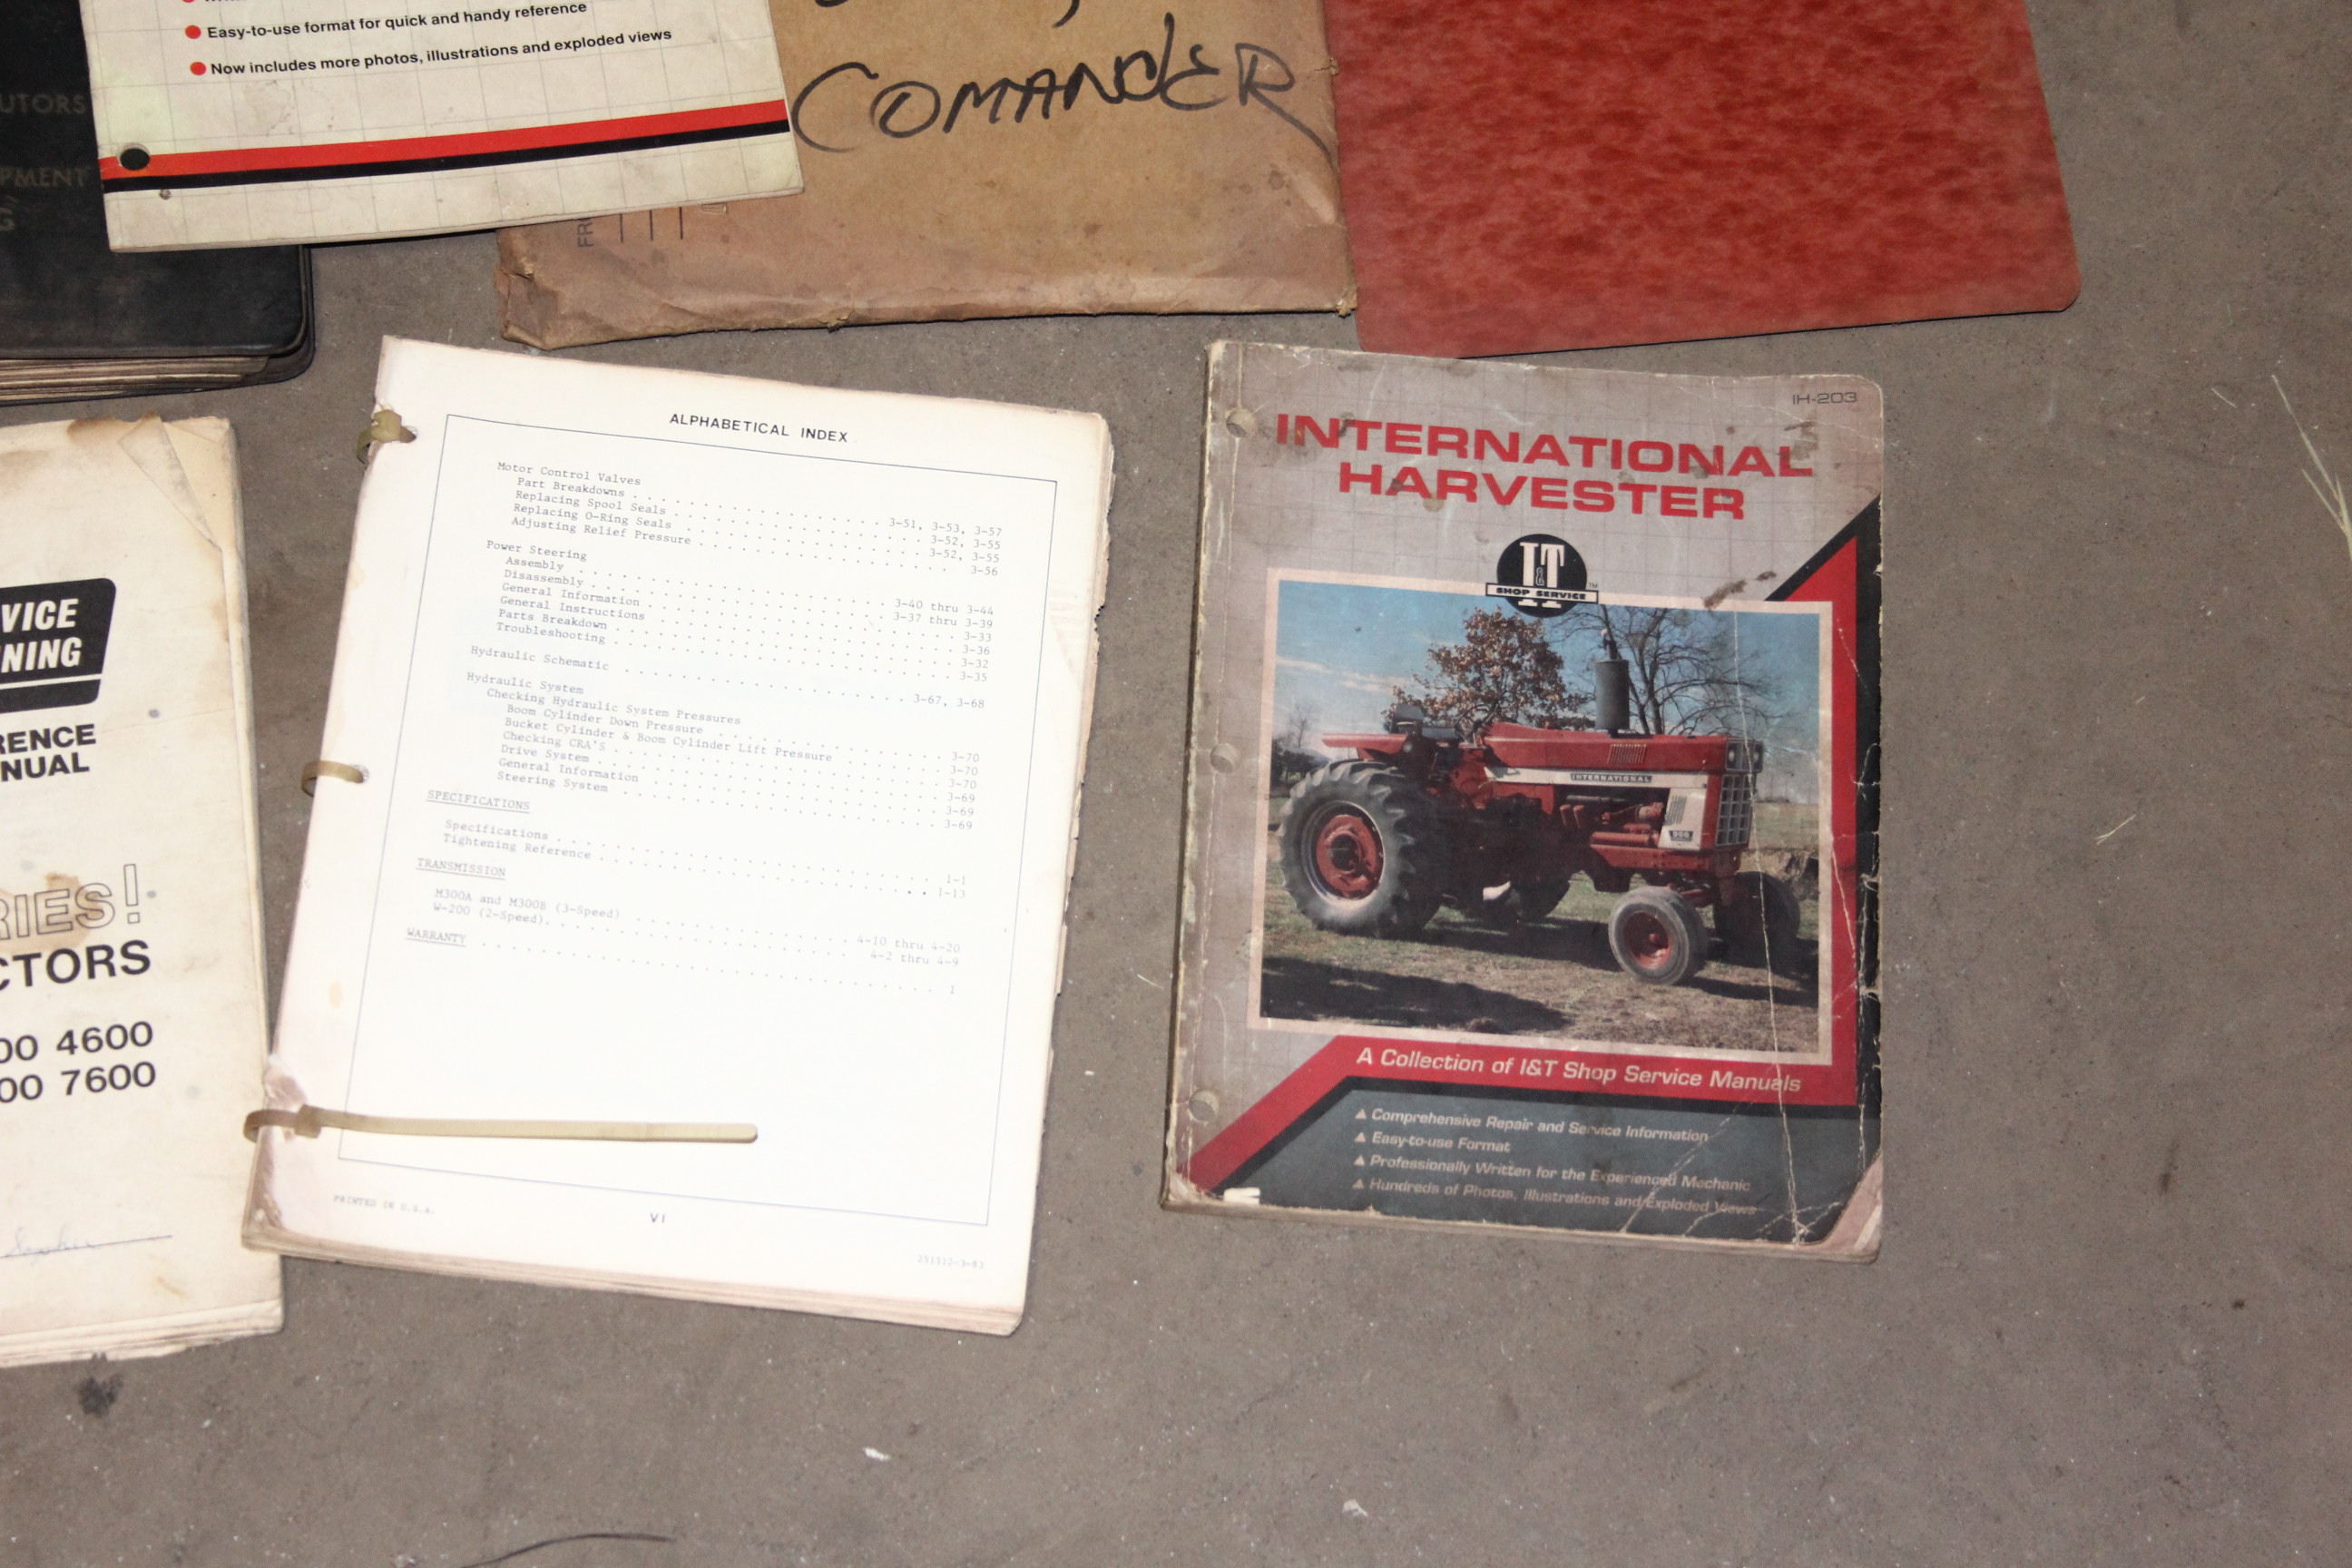 Easy-to-use format for quick and handy reference
Now includes more photos, illustrations and exploded views
COMANDER
UTORS
PMENT
G
FR
VICE
NING
RENCE
NUAL
RIES!
CTORS
00 4600
00 7600
ALPHABETICAL INDEX
Motor Control Valves
Part Breakdowns . . . 3-51, 3-53, 3-57
Replacing Spool Seals . . . 3-52, 3-55
Replacing O-Ring Seals . . . 3-52, 3-55
Adjusting Relief Pressure . . . 3-56
Power Steering
Assembly . . . 3-40 thru 3-44
Disassembly . . . 3-37 thru 3-39
General Information . . . 3-33
General Instructions . . . 3-36
Parts Breakdown . . . 3-32
Troubleshooting . . . 3-35
Hydraulic Schematic . . . 3-67, 3-68
Hydraulic System
Checking Hydraulic System Pressures
Boom Cylinder Down Pressure . . . 3-70
Bucket Cylinder & Boom Cylinder Lift Pressure . . . 3-70
Checking CRA'S . . . 3-70
Drive System . . . 3-69
General Information . . . 3-69
Steering System . . . 3-69
SPECIFICATIONS
Specifications . . . 1-1
Tightening Reference . . . 1-13
TRANSMISSION
M300A and M300B (3-Speed) . . . 4-10 thru 4-20
W-200 (2-Speed) . . . 4-2 thru 4-9
WARRANTY . . . 1
PRINTED IN U.S.A.
VI
251512-3-83
IH-203
INTERNATIONAL
HARVESTER
I&T
SHOP SERVICE
TM
INTERNATIONAL
A Collection of I&T Shop Service Manuals
Comprehensive Repair and Service Information
Easy-to-use Format
Professionally Written for the Experienced Mechanic
Hundreds of Photos, Illustrations and Exploded Views